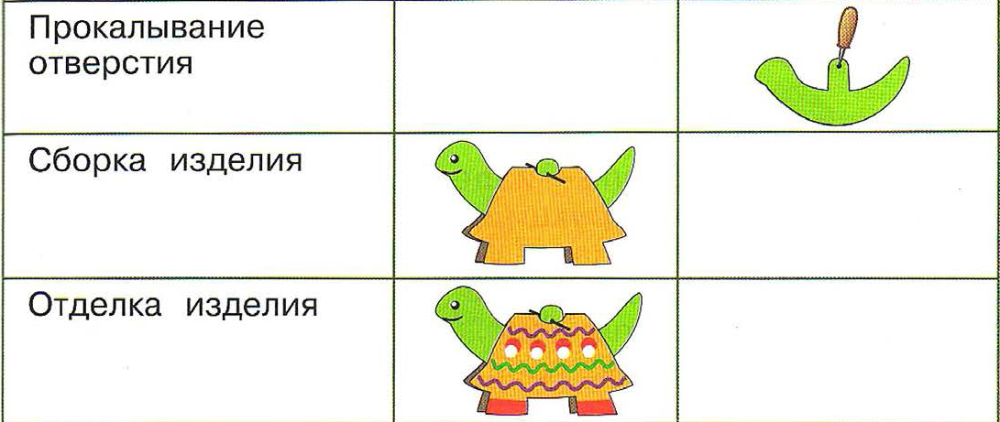 Прокалывание
отверстия
Сборка изделия
Отделка изделия